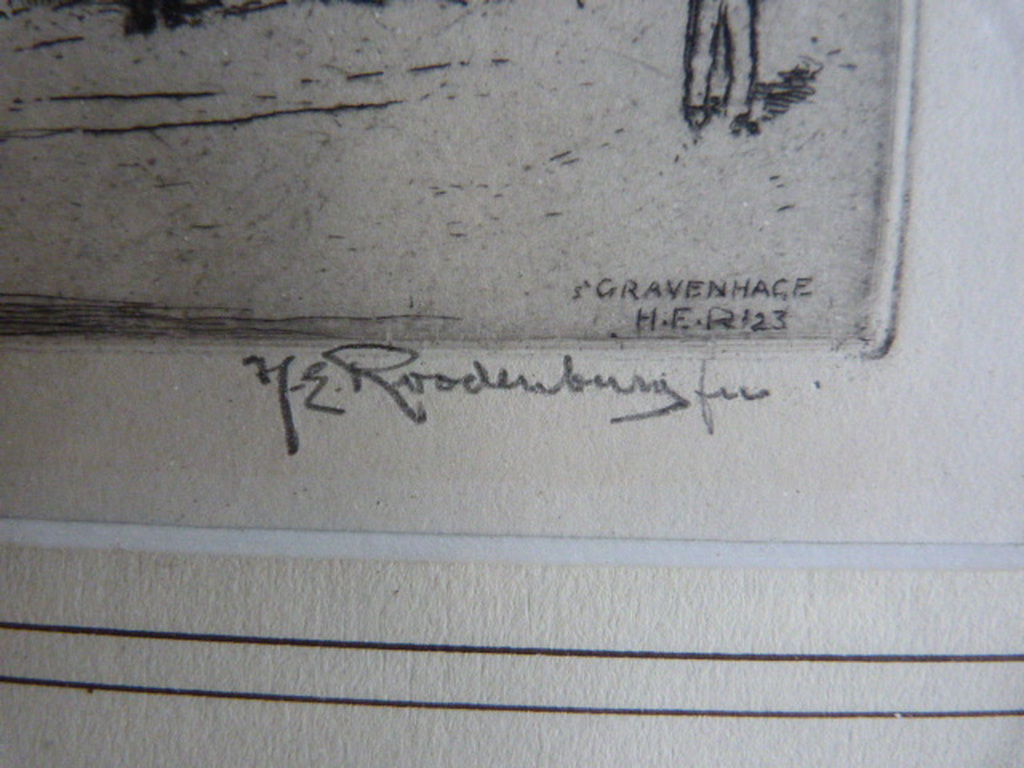 s'GRAVENHAGE
H.E.R '23
H.E. Roodenburg fec